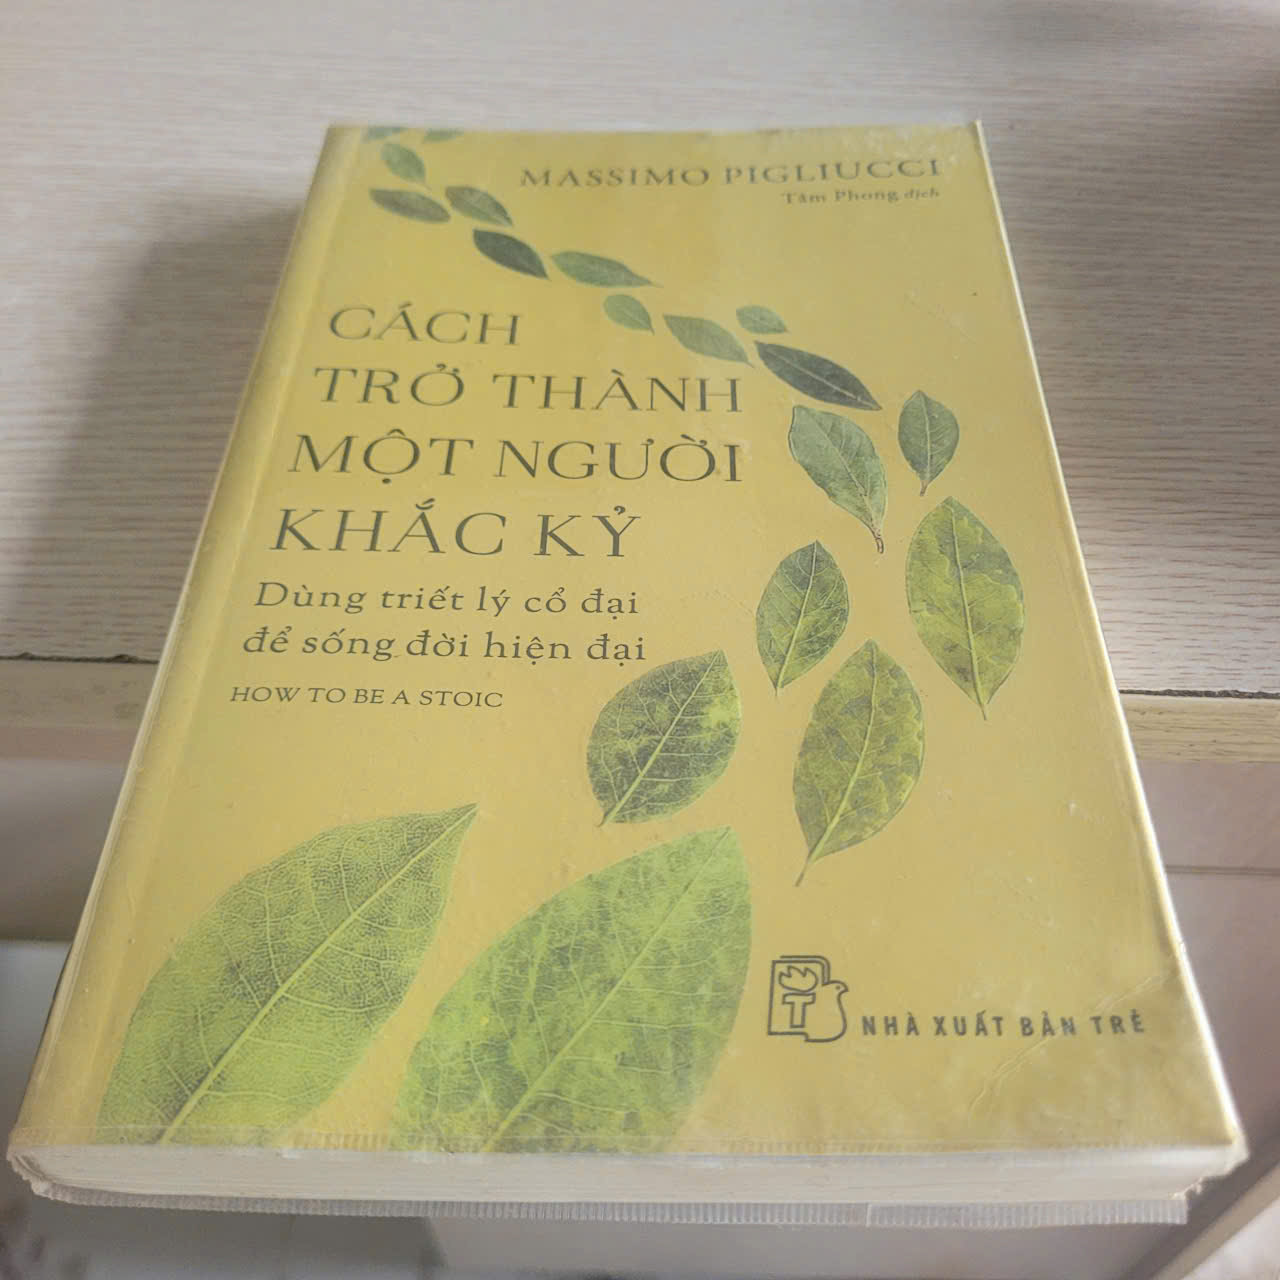 MASSIMO PIGLIUCCI
Tâm Phong dịch
CÁCH
TRỞ THÀNH
MỘT NGƯỜI
KHẮC KỶ
Dùng triết lý cổ đại
để sống đời hiện đại
HOW TO BE A STOIC
T
NHÀ XUẤT BẢN TRẺ